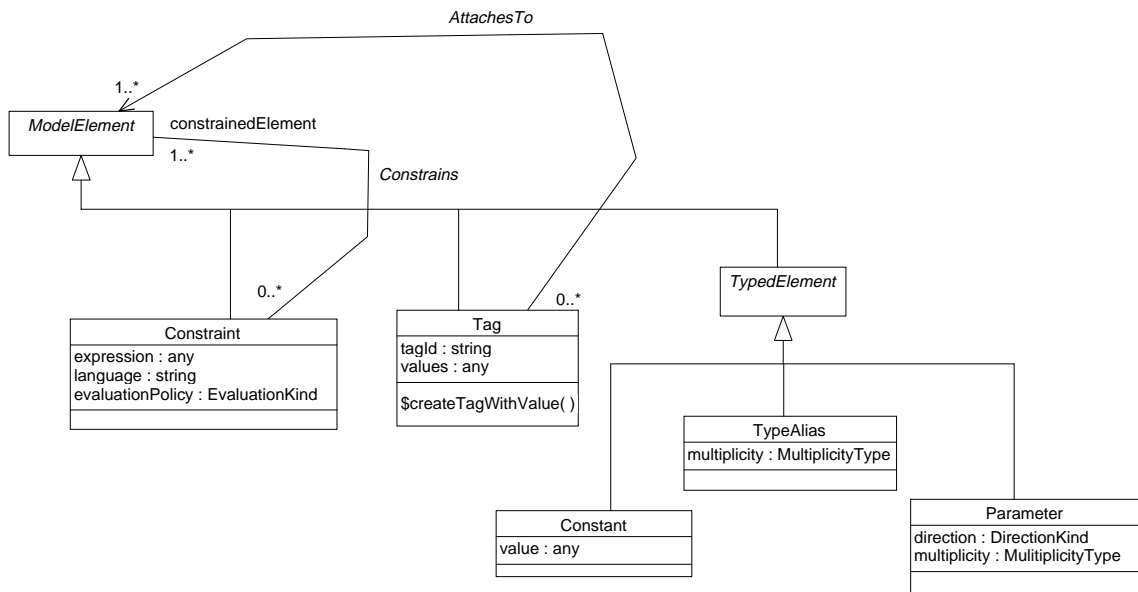 AttachesTo
1..*
ModelElement
constrainedElement
1..*
Constrains
0..*
TypedElement
0..*
Constraint
expression : any
language : string
evaluationPolicy : EvaluationKind
Tag
tagId : string
values : any
$createTagWithValue( )
TypeAlias
multiplicity : MultiplicityType
Constant
value : any
Parameter
direction : DirectionKind
multiplicity : MulitiplicityType